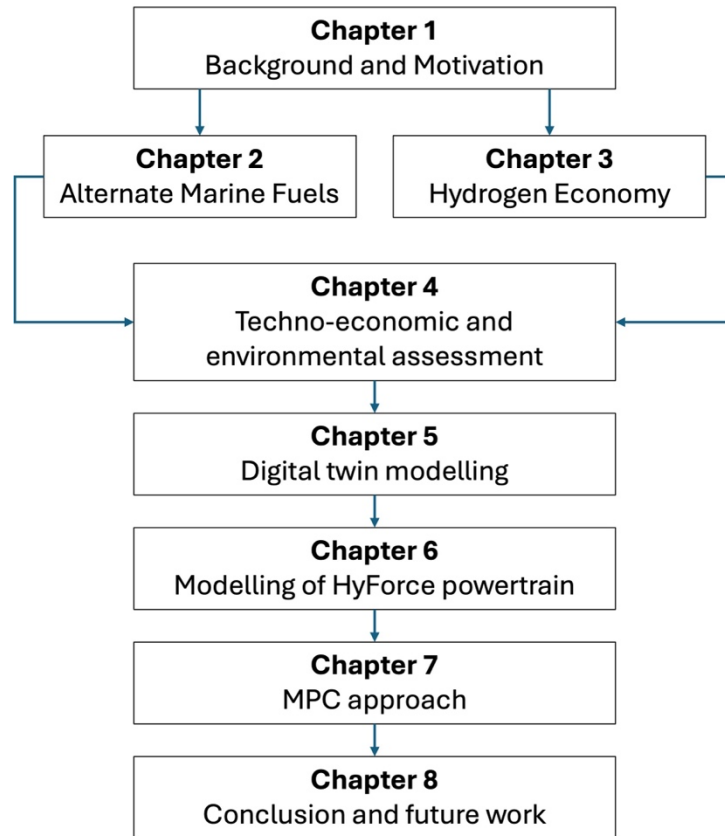 Chapter 1
Background and Motivation
Chapter 2
Alternate Marine Fuels
Chapter 3
Hydrogen Economy
Chapter 4
Techno-economic and
environmental assessment
Chapter 5
Digital twin modelling
Chapter 6
Modelling of HyForce powertrain
Chapter 7
MPC approach
Chapter 8
Conclusion and future work